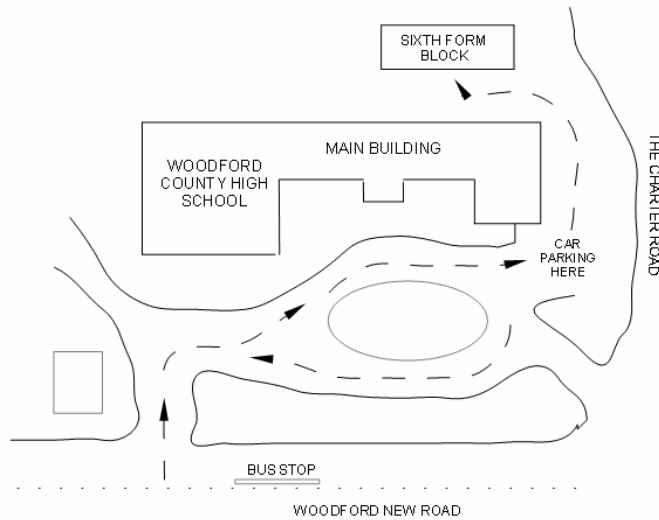 SIXTH FORM
BLOCK
MAIN BUILDING
WOODFORD
COUNTY HIGH
SCHOOL
THE CHARTER ROAD
CAR
PARKING
HERE
BUS STOP
WOODFORD NEW ROAD